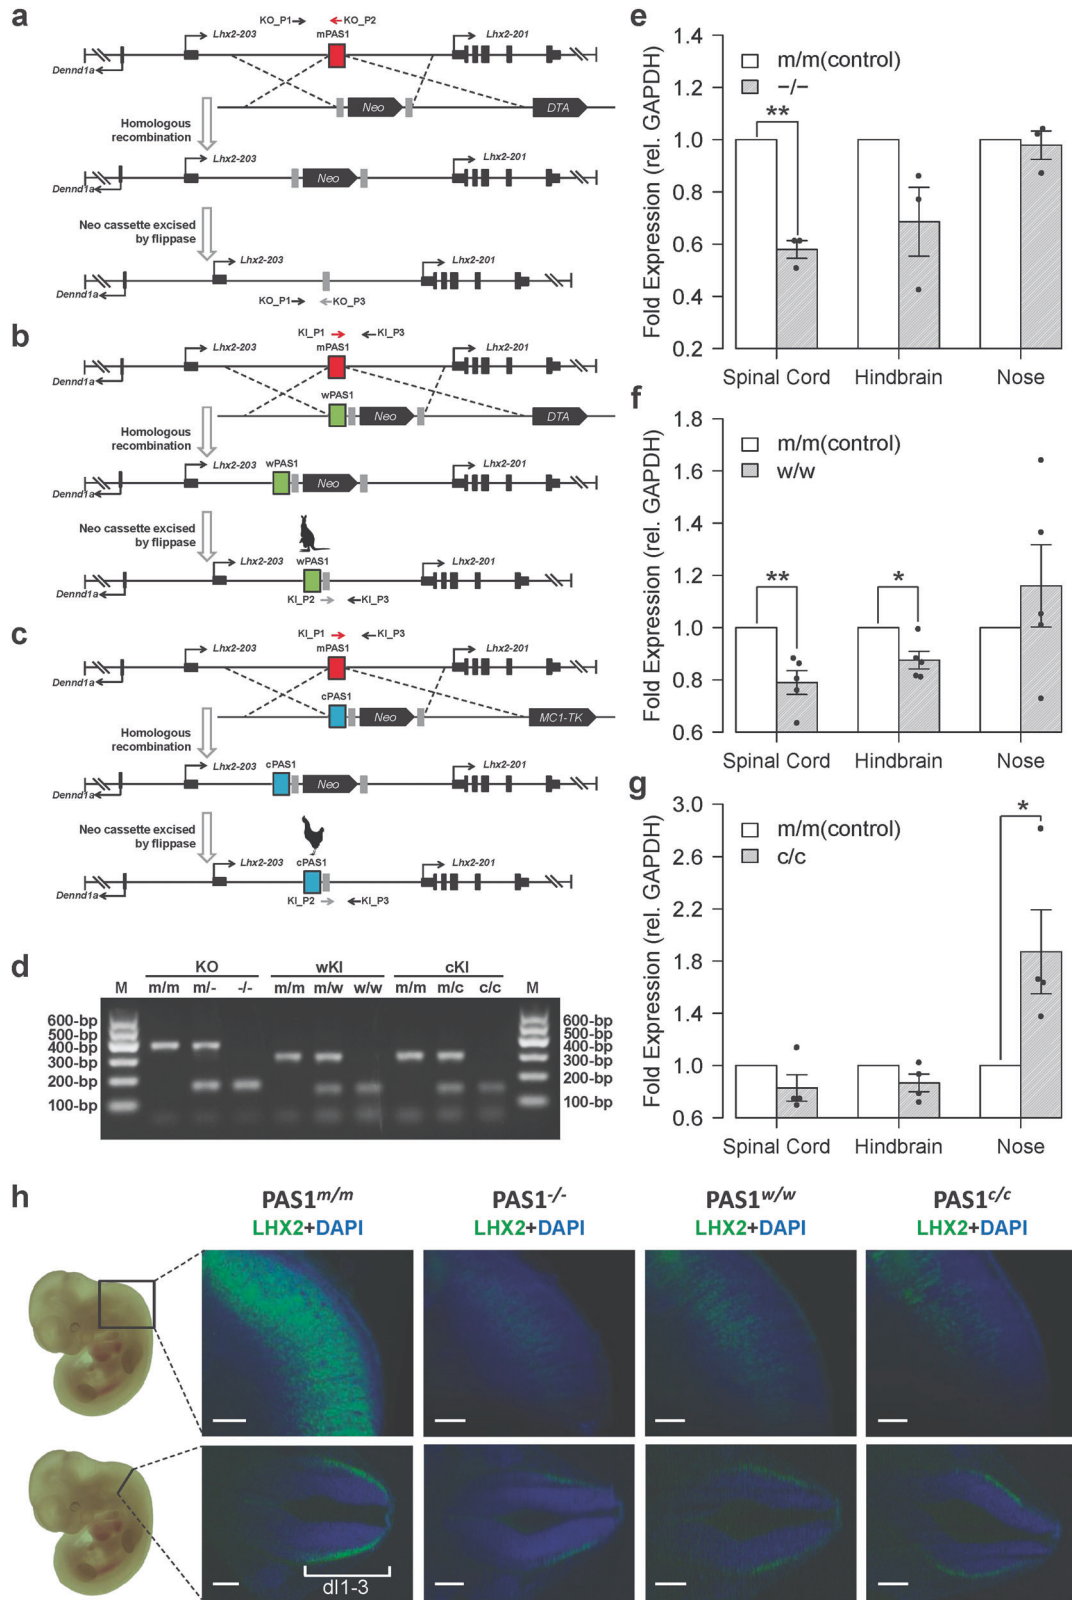 a
KO_P1 KO_P2
Lhx2-203 mPAS1 Lhx2-201
Dennd1a
Neo DTA
Homologous
recombination
Lhx2-203 Lhx2-201
Neo
Dennd1a
Neo cassette excised
by flippase
Lhx2-203 Lhx2-201
Dennd1a
KO_P1 KO_P3
b
KI_P1 KI_P3
Lhx2-203 mPAS1 Lhx2-201
Dennd1a
wPAS1
Neo DTA
Homologous
recombination
Lhx2-203 wPAS1 Lhx2-201
Neo
Dennd1a
Neo cassette excised
by flippase
Lhx2-203 wPAS1 Lhx2-201
Dennd1a
KI_P2 KI_P3
c
KI_P1 KI_P3
Lhx2-203 mPAS1 Lhx2-201
Dennd1a
cPAS1
Neo MC1-TK
Homologous
recombination
Lhx2-203 cPAS1 Lhx2-201
Neo
Dennd1a
Neo cassette excised
by flippase
Lhx2-203 cPAS1 Lhx2-201
Dennd1a
KI_P2 KI_P3
d
KO wKI cKI
M m/m m/- -/- m/m m/w w/w m/m m/c c/c M
600-bp 600-bp
500-bp 500-bp
400-bp 400-bp
300-bp 300-bp
200-bp 200-bp
100-bp 100-bp
e
Fold Expression (rel. GAPDH)
1.4
1.2
1.0
0.8
0.6
0.4
0.2
m/m(control)
−/−
**
Spinal Cord Hindbrain Nose
f
Fold Expression (rel. GAPDH)
1.8
1.6
1.4
1.2
1.0
0.8
0.6
m/m(control)
w/w
** *
Spinal Cord Hindbrain Nose
g
Fold Expression (rel. GAPDH)
3.0
2.6
2.2
1.8
1.4
1.0
0.6
m/m(control)
c/c
*
Spinal Cord Hindbrain Nose
h
PAS1m/m PAS1-/- PAS1w/w PAS1c/c
LHX2+DAPI LHX2+DAPI LHX2+DAPI LHX2+DAPI
dl1-3